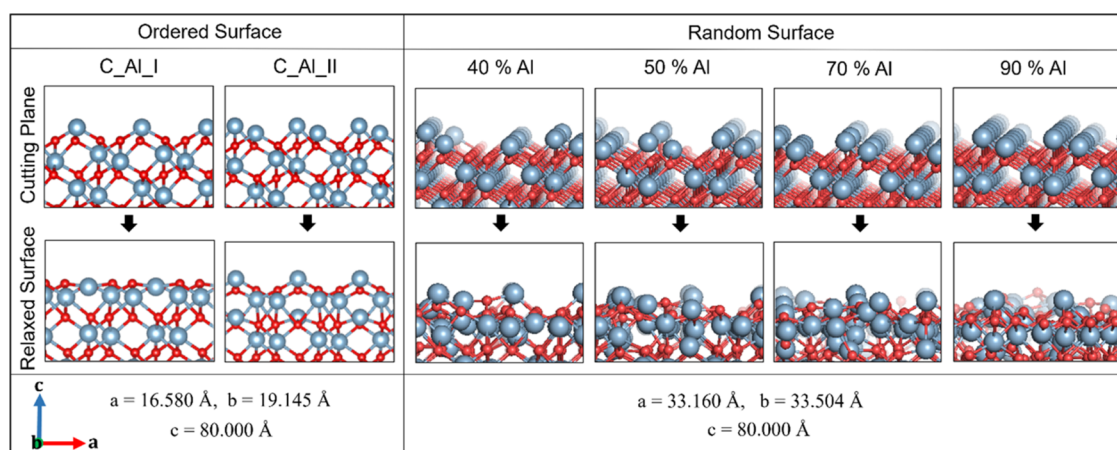 Ordered Surface
Random Surface
C_Al_I
C_Al_II
40 % Al
50 % Al
70 % Al
90 % Al
Cutting Plane
Relaxed Surface
c
b
a
a = 16.580 Å, b = 19.145 Å
c = 80.000 Å
a = 33.160 Å, b = 33.504 Å
c = 80.000 Å